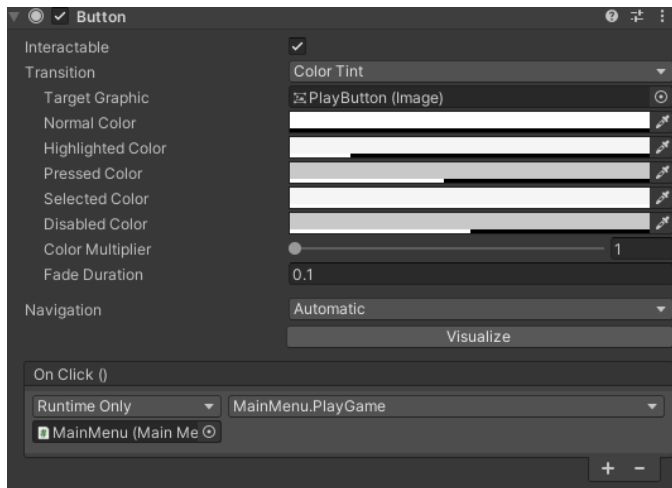 Button
Interactable
Transition Color Tint
Target Graphic PlayButton (Image)
Normal Color
Highlighted Color
Pressed Color
Selected Color
Disabled Color
Color Multiplier 1
Fade Duration 0.1
Navigation Automatic
Visualize
On Click ()
Runtime Only MainMenu.PlayGame
MainMenu (Main Me